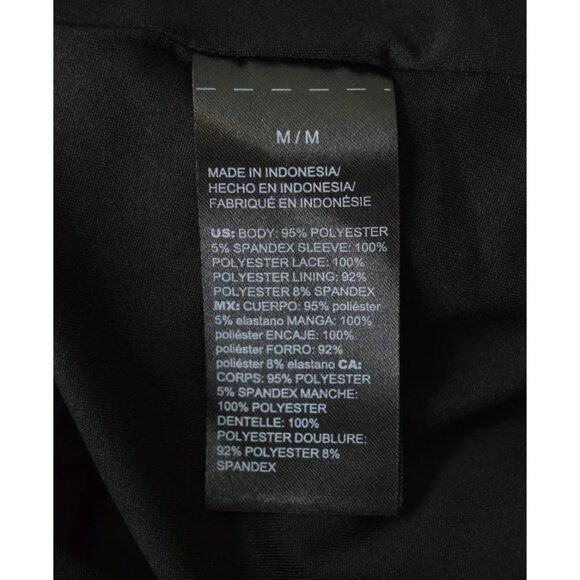 M / M
MADE IN INDONESIA/
HECHO EN INDONESIA/
FABRIQUÉ EN INDONÉSIE
US: BODY: 95% POLYESTER
5% SPANDEX SLEEVE: 100%
POLYESTER LACE: 100%
POLYESTER LINING: 92%
POLYESTER 8% SPANDEX
MX: CUERPO: 95% poliéster
5% elastano MANGA: 100%
poliéster ENCAJE: 100%
poliéster FORRO: 92%
poliéster 8% elastano CA:
CORPS: 95% POLYESTER
5% SPANDEX MANCHE:
100% POLYESTER
DENTELLE: 100%
POLYESTER DOUBLURE:
92% POLYESTER 8%
SPANDEX